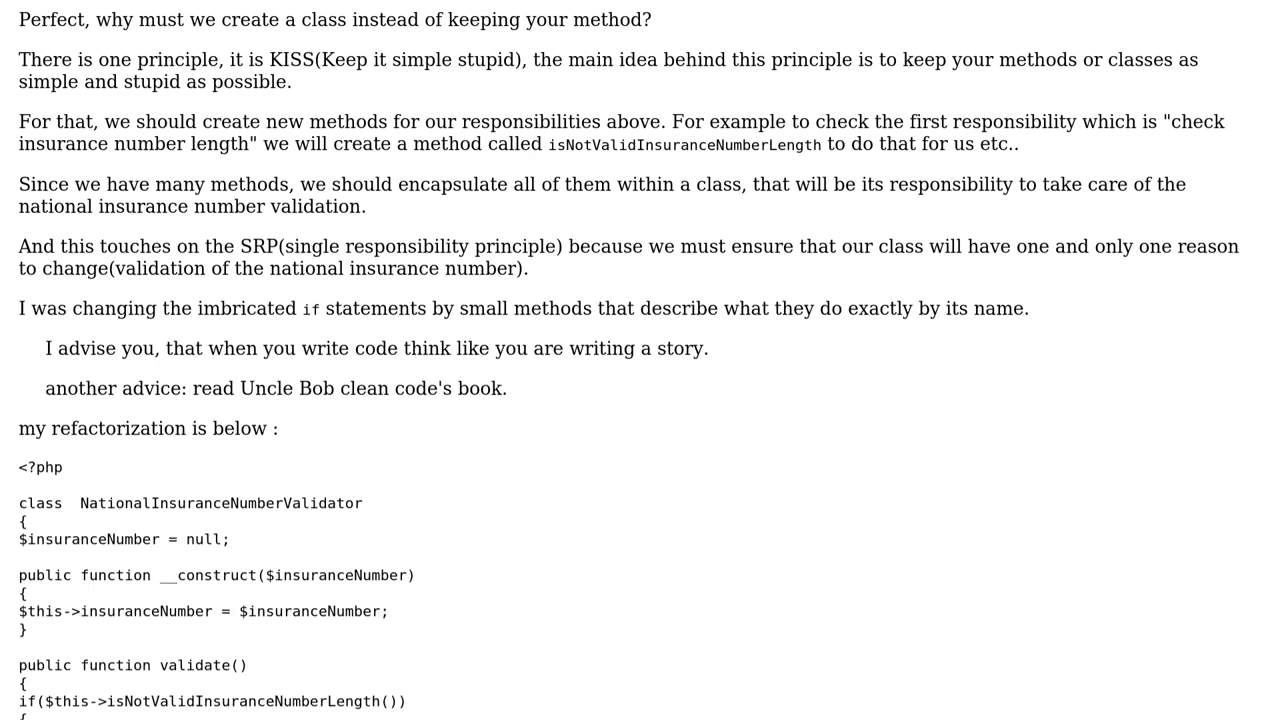 Perfect, why must we create a class instead of keeping your method?
There is one principle, it is KISS(Keep it simple stupid), the main idea behind this principle is to keep your methods or classes as
simple and stupid as possible.
For that, we should create new methods for our responsibilities above. For example to check the first responsibility which is "check
insurance number length" we will create a method called isNotValidInsuranceNumberLength to do that for us etc..
Since we have many methods, we should encapsulate all of them within a class, that will be its responsibility to take care of the
national insurance number validation.
And this touches on the SRP(single responsibility principle) because we must ensure that our class will have one and only one reason
to change(validation of the national insurance number).
I was changing the imbricated if statements by small methods that describe what they do exactly by its name.
I advise you, that when you write code think like you are writing a story.
another advice: read Uncle Bob clean code's book.
my refactorization is below :
<?php
class  NationalInsuranceNumberValidator
{
$insuranceNumber = null;
public function __construct($insuranceNumber)
{
$this->insuranceNumber = $insuranceNumber;
}
public function validate()
{
if($this->isNotValidInsuranceNumberLength())
{